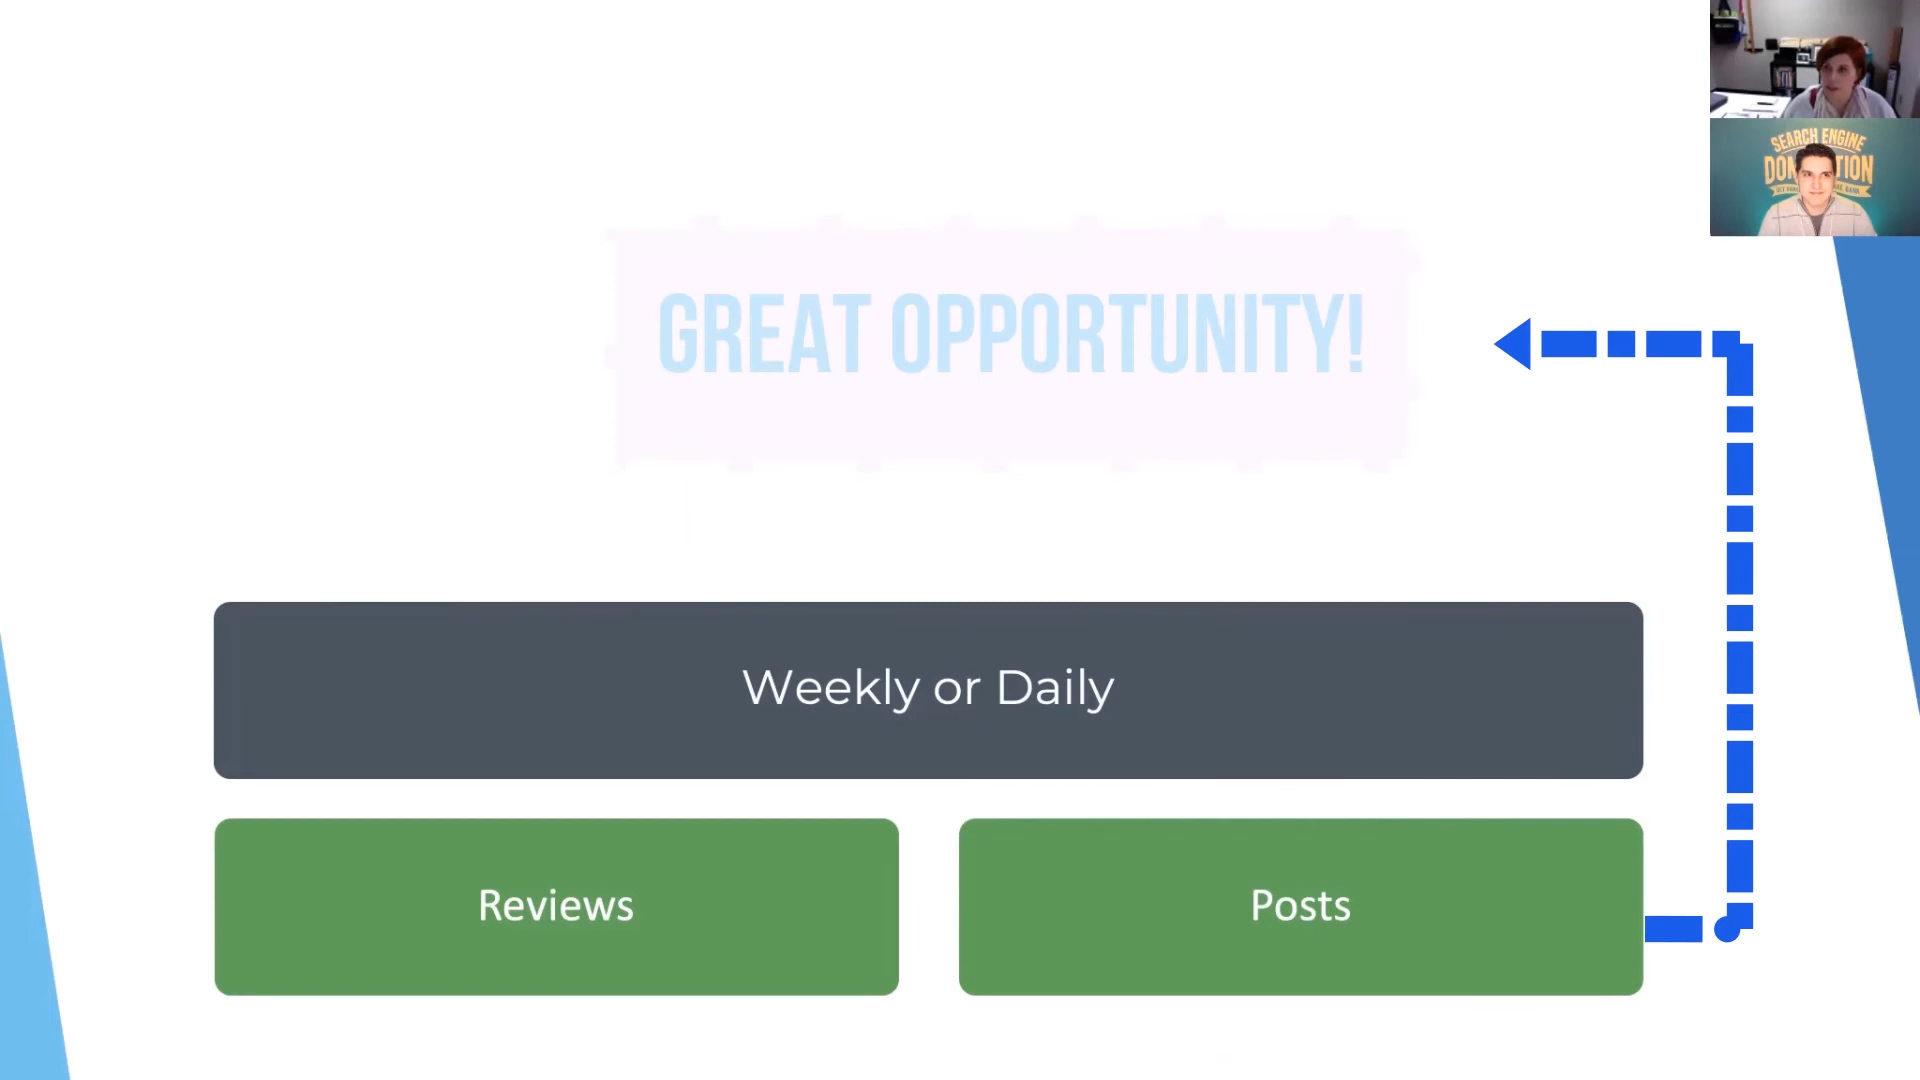 SEARCH ENGINE
GREAT OPPORTUNITY!
Weekly or Daily
Reviews
Posts